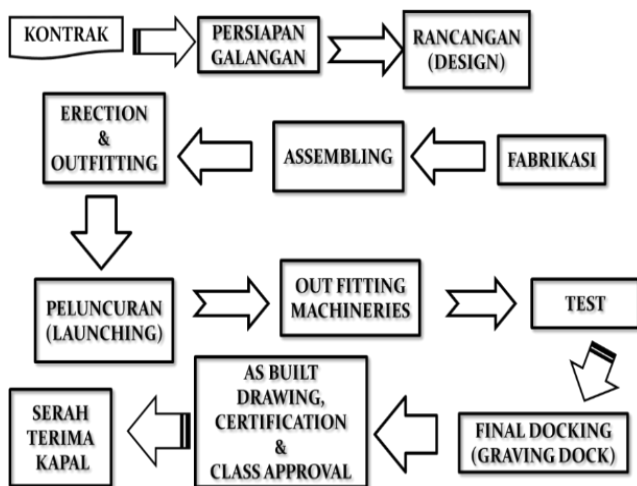 KONTRAK
PERSIAPAN
GALANGAN
RANCANGAN
(DESIGN)
FABRIKASI
ASSEMBLING
ERECTION
&
OUTFITTING
PELUNCURAN
(LAUNCHING)
OUT FITTING
MACHINERIES
TEST
FINAL DOCKING
(GRAVING DOCK)
AS BUILT
DRAWING,
CERTIFICATION
&
CLASS APPROVAL
SERAH
TERIMA
KAPAL